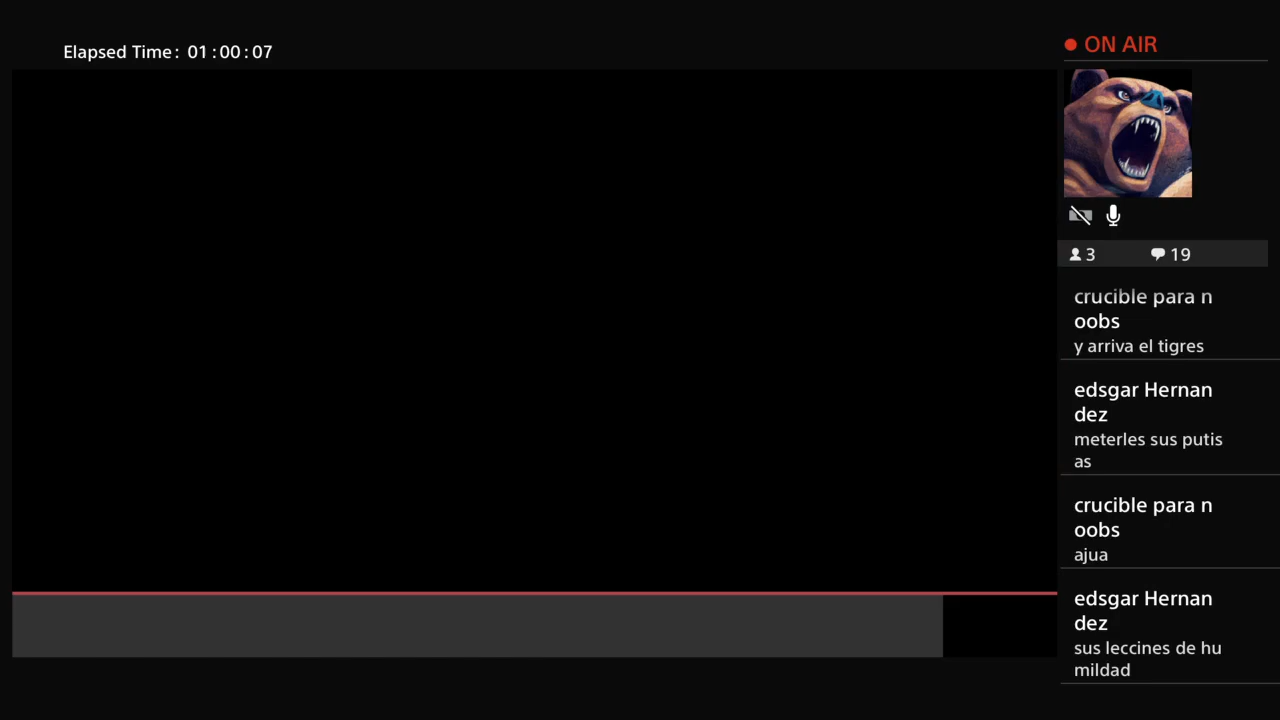 Elapsed Time: 01:00:07
ON AIR
3 19
crucible para n
oobs
y arriva el tigres
edsgar Hernan
dez
meterles sus putis
as
crucible para n
oobs
ajua
edsgar Hernan
dez
sus leccines de hu
mildad